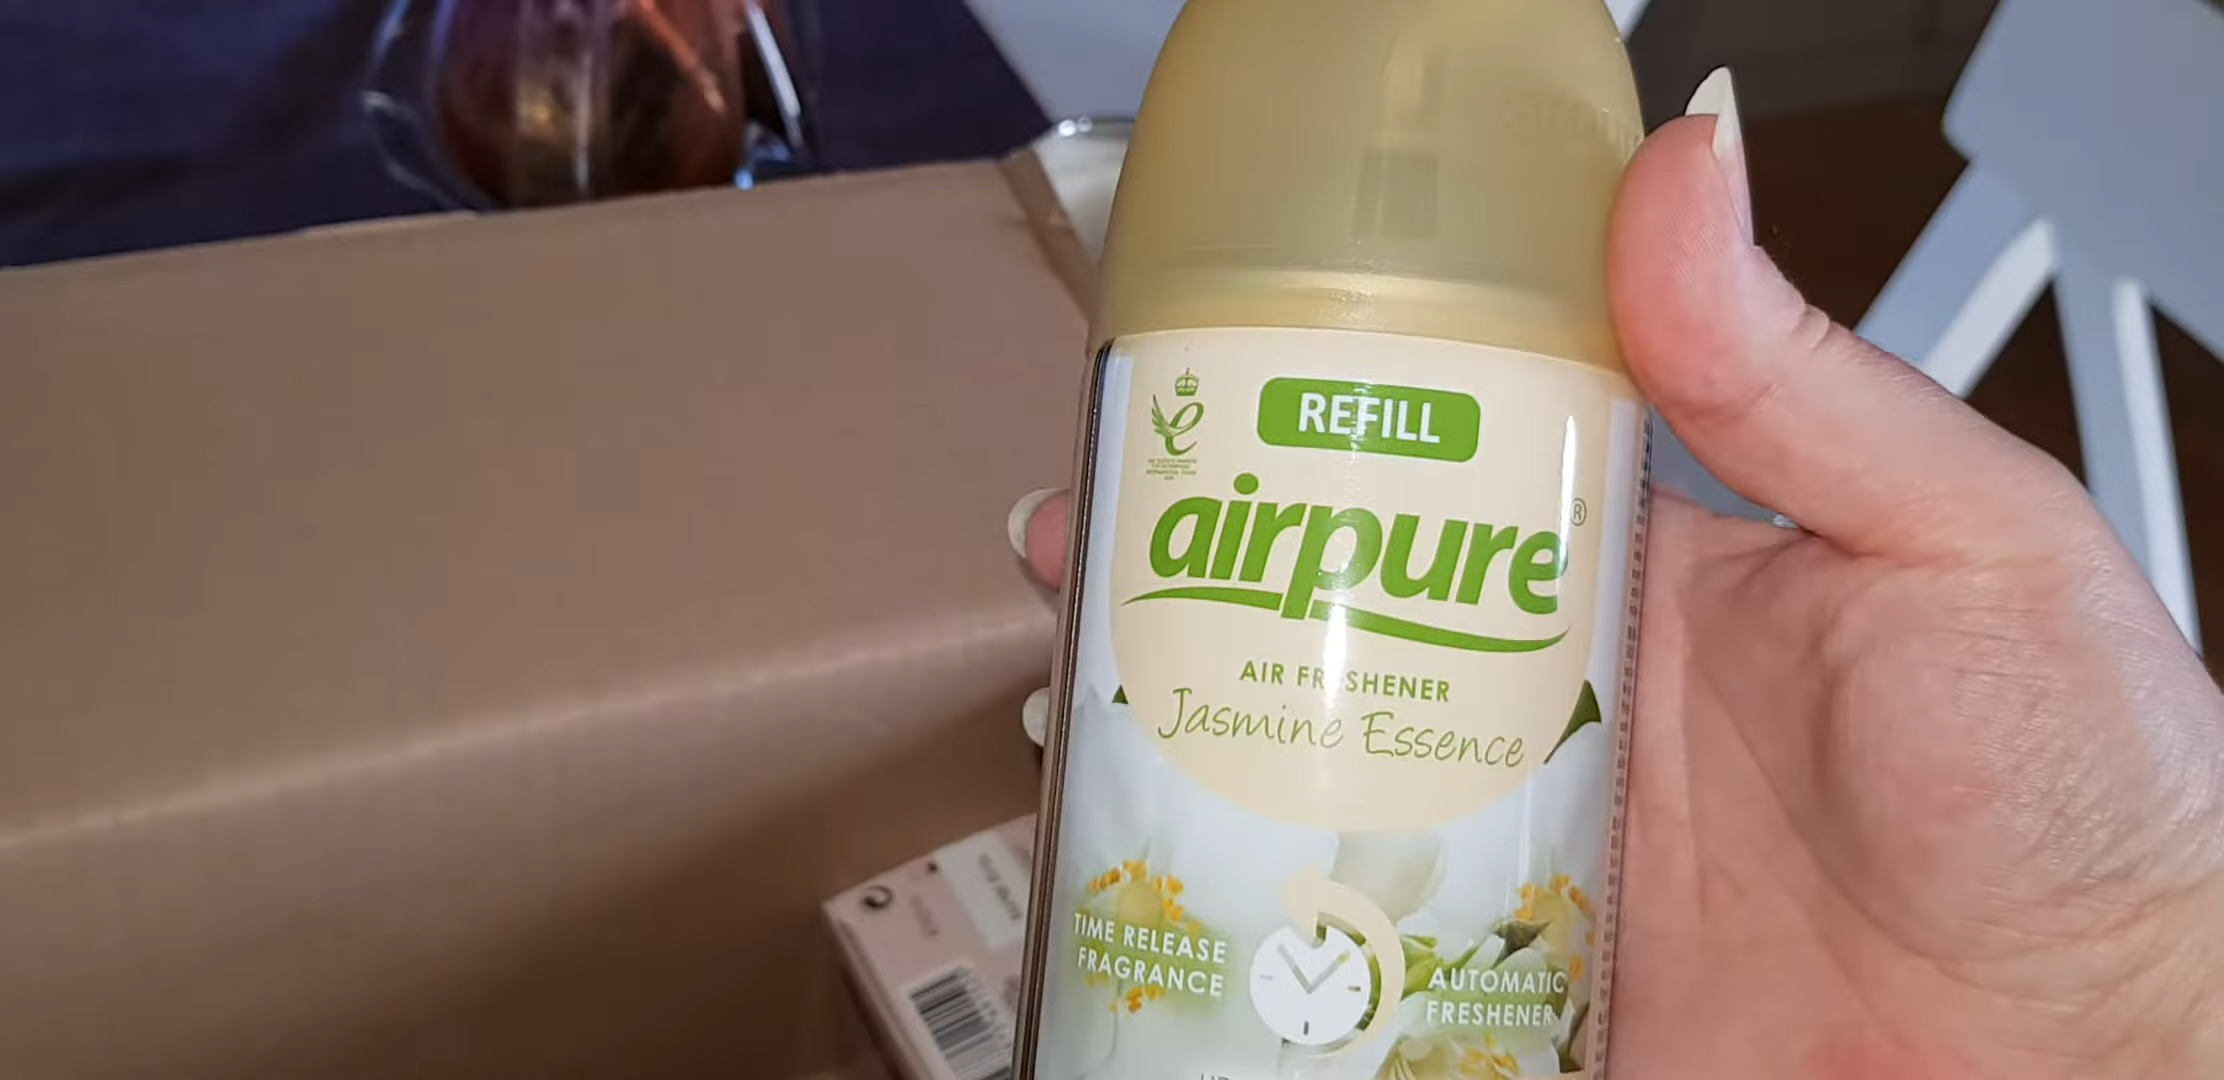 REFILL
airpure®
AIR FRESHENER
Jasmine Essence
TIME RELEASE
FRAGRANCE
AUTOMATIC
FRESHENER